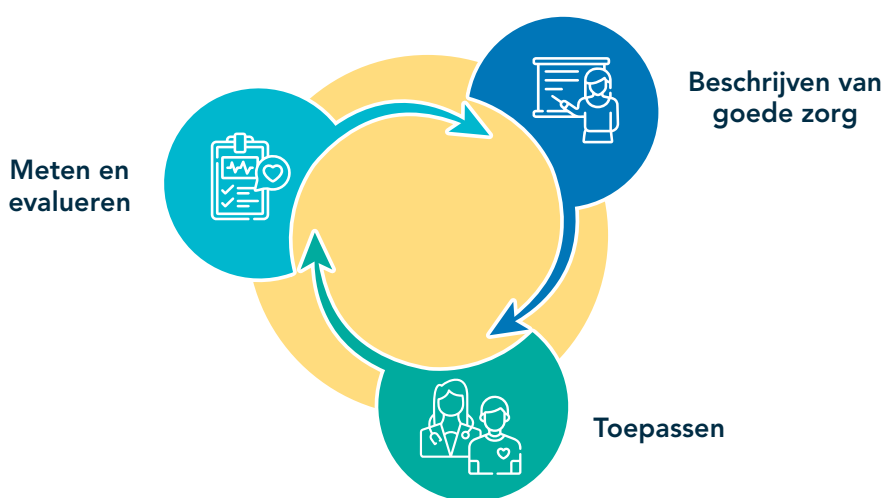 Beschrijven van
goede zorg
Meten en
evalueren
Toepassen